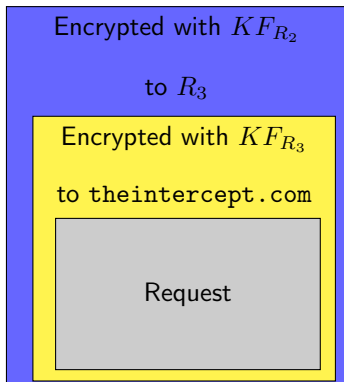 Encrypted with $KF_{R_2}$
to $R_3$
Encrypted with $KF_{R_3}$
to theintercept.com
Request